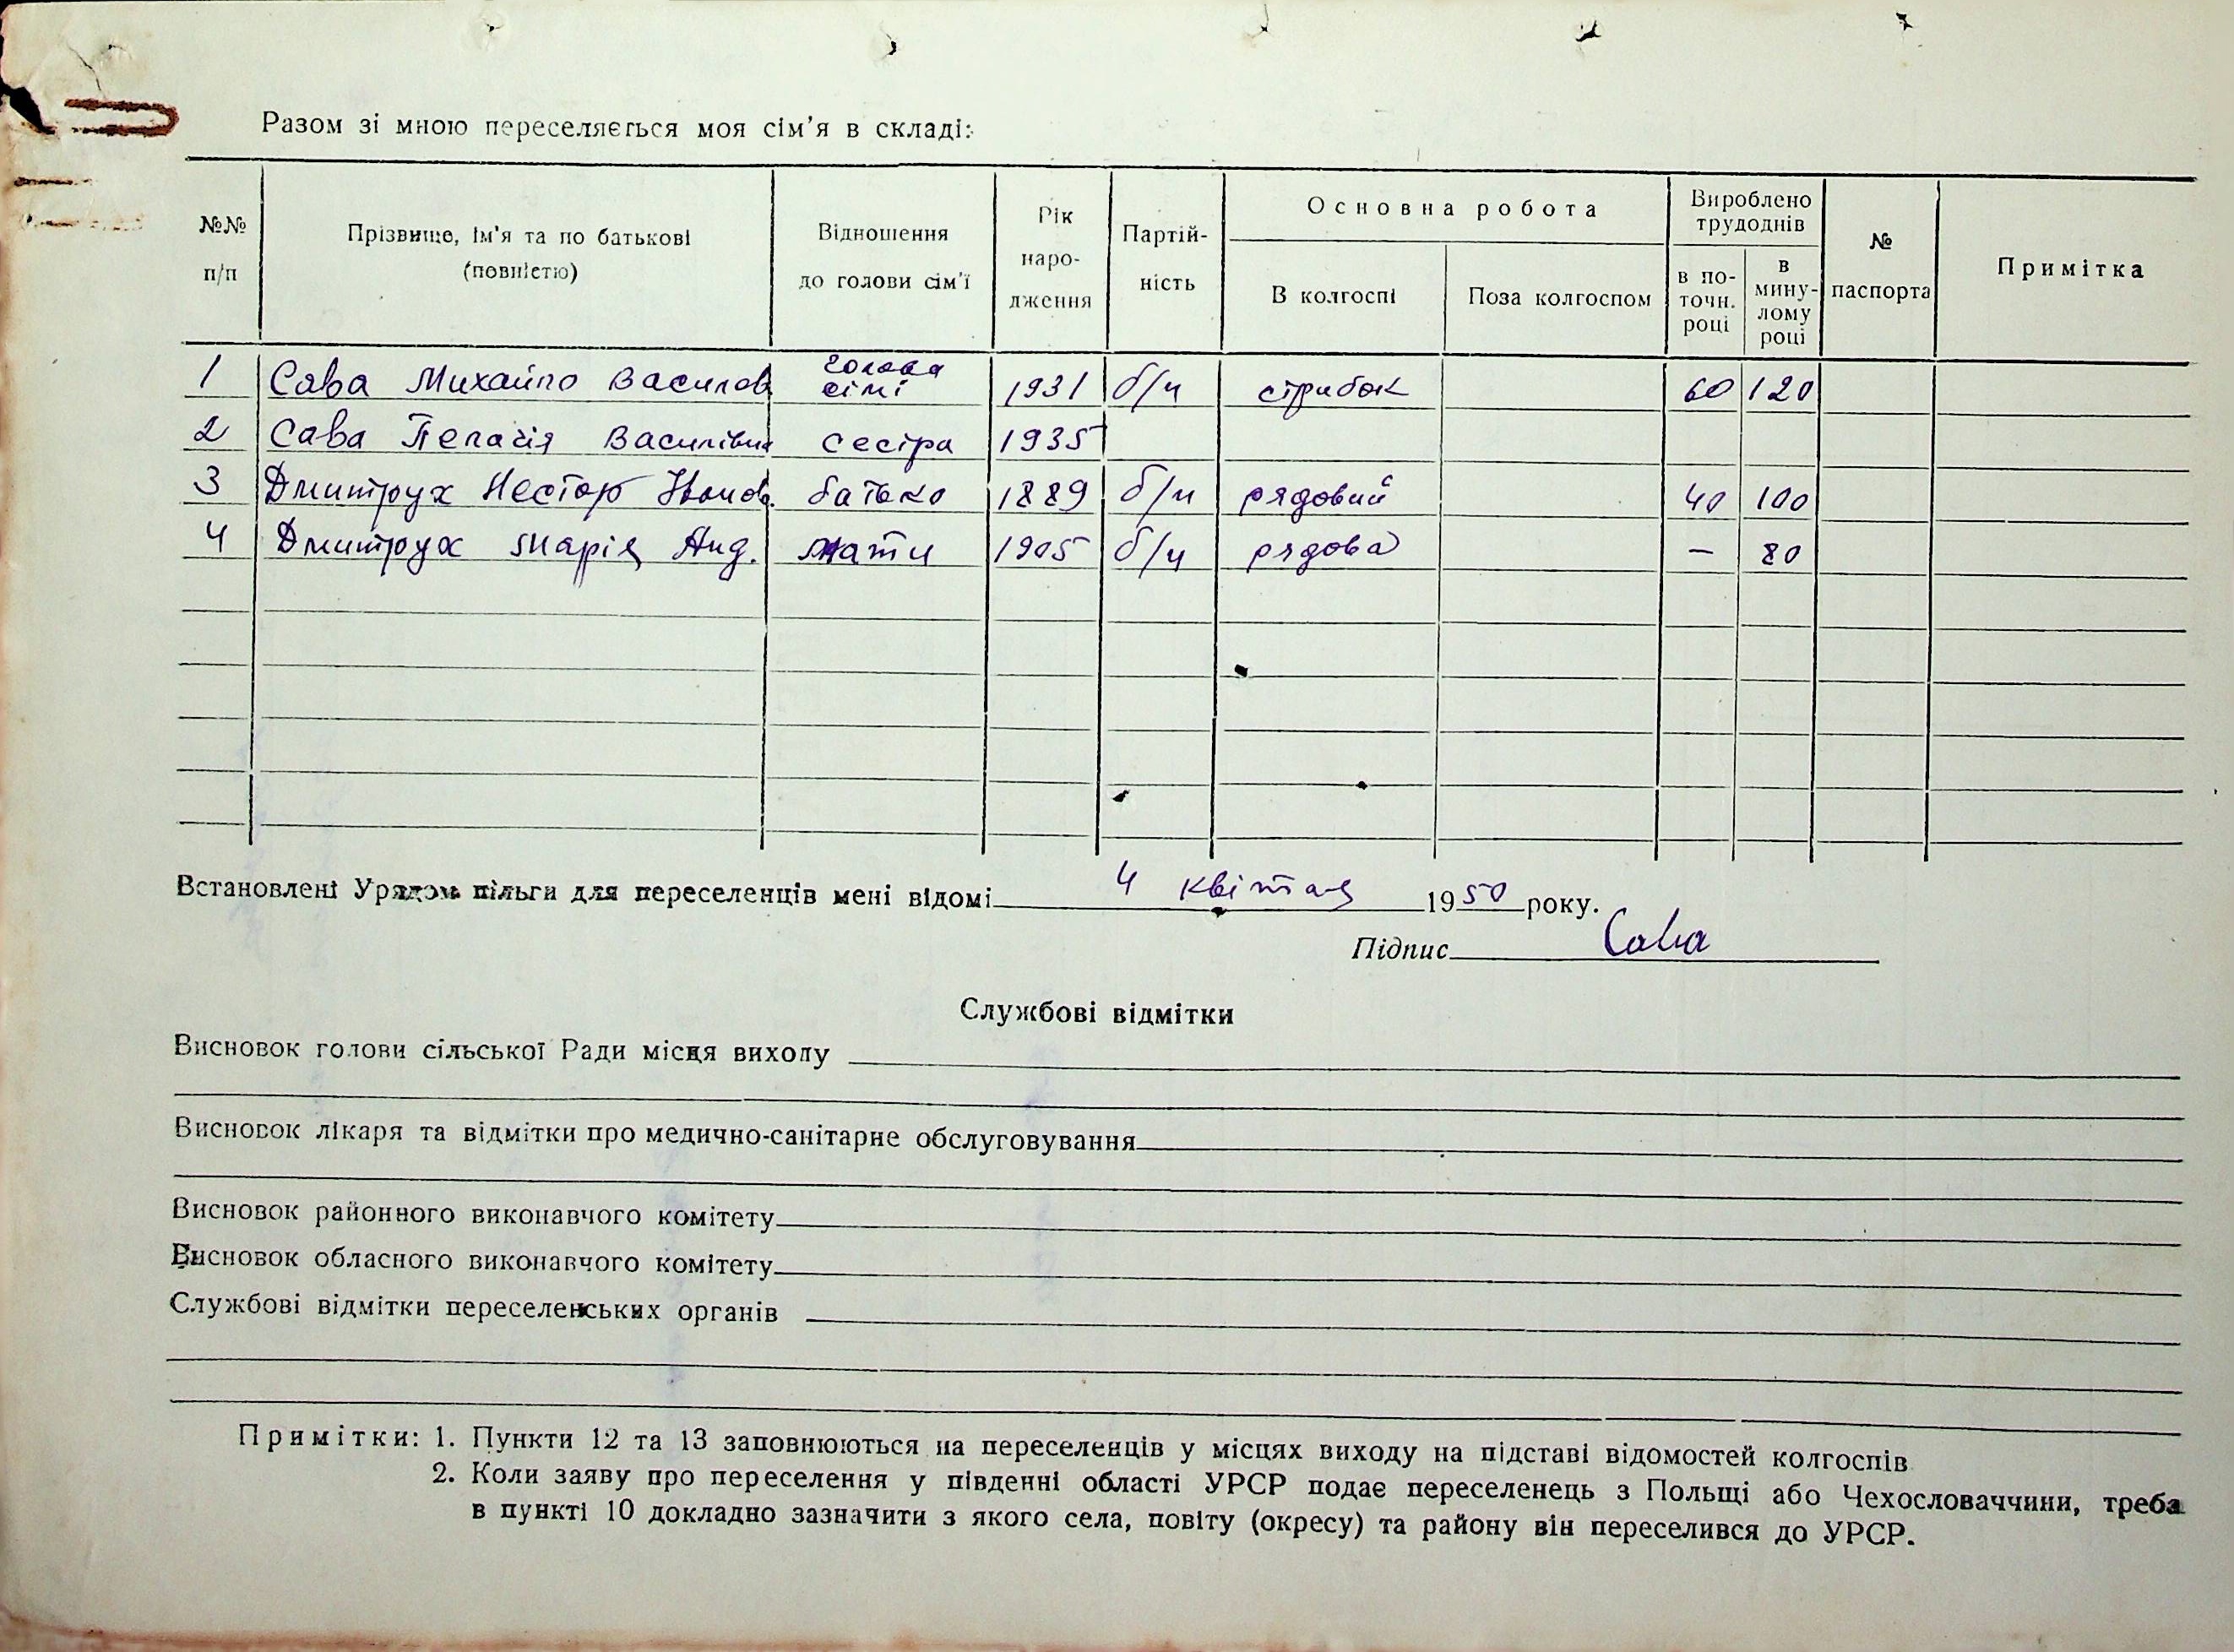 Разом зі мною переселяється моя сім'я в складі:
№№ п/п | Прізвище, ім'я та по батькові (повністю) | Відношення до голови сім'ї | Рік народження | Партійність | Основна робота | Вироблено трудоднів | № паспорта | Примітка
В колгоспі | Поза колгоспом | в поточн. році | в минулому році
1 Сава Михайло Василов голова сімї 1931 б/п стрибок 60 120
2 Сава Пелагія Василівна сестра 1935
3 Дмитрух Нестор Іванов. батько 1889 б/п рядовий 40 100
4 Дмитрух Марія Анд. мати 1905 б/п рядова — 80
Встановлені Урядом пільги для переселенців мені відомі 4 квітня 1950 року.
Підпис Сава
Службові відмітки
Висновок голови сільської Ради місця виходу
Висновок лікаря та відмітки про медично-санітарне обслуговування
Висновок районного виконавчого комітету
Висновок обласного виконавчого комітету
Службові відмітки переселенських органів
Примітки: 1. Пункти 12 та 13 заповнюються на переселенців у місцях виходу на підставі відомостей колгоспів
2. Коли заяву про переселення у південні області УРСР подає переселенець з Польщі або Чехословаччини, треба
в пункті 10 докладно зазначити з якого села, повіту (окресу) та району він переселився до УРСР.